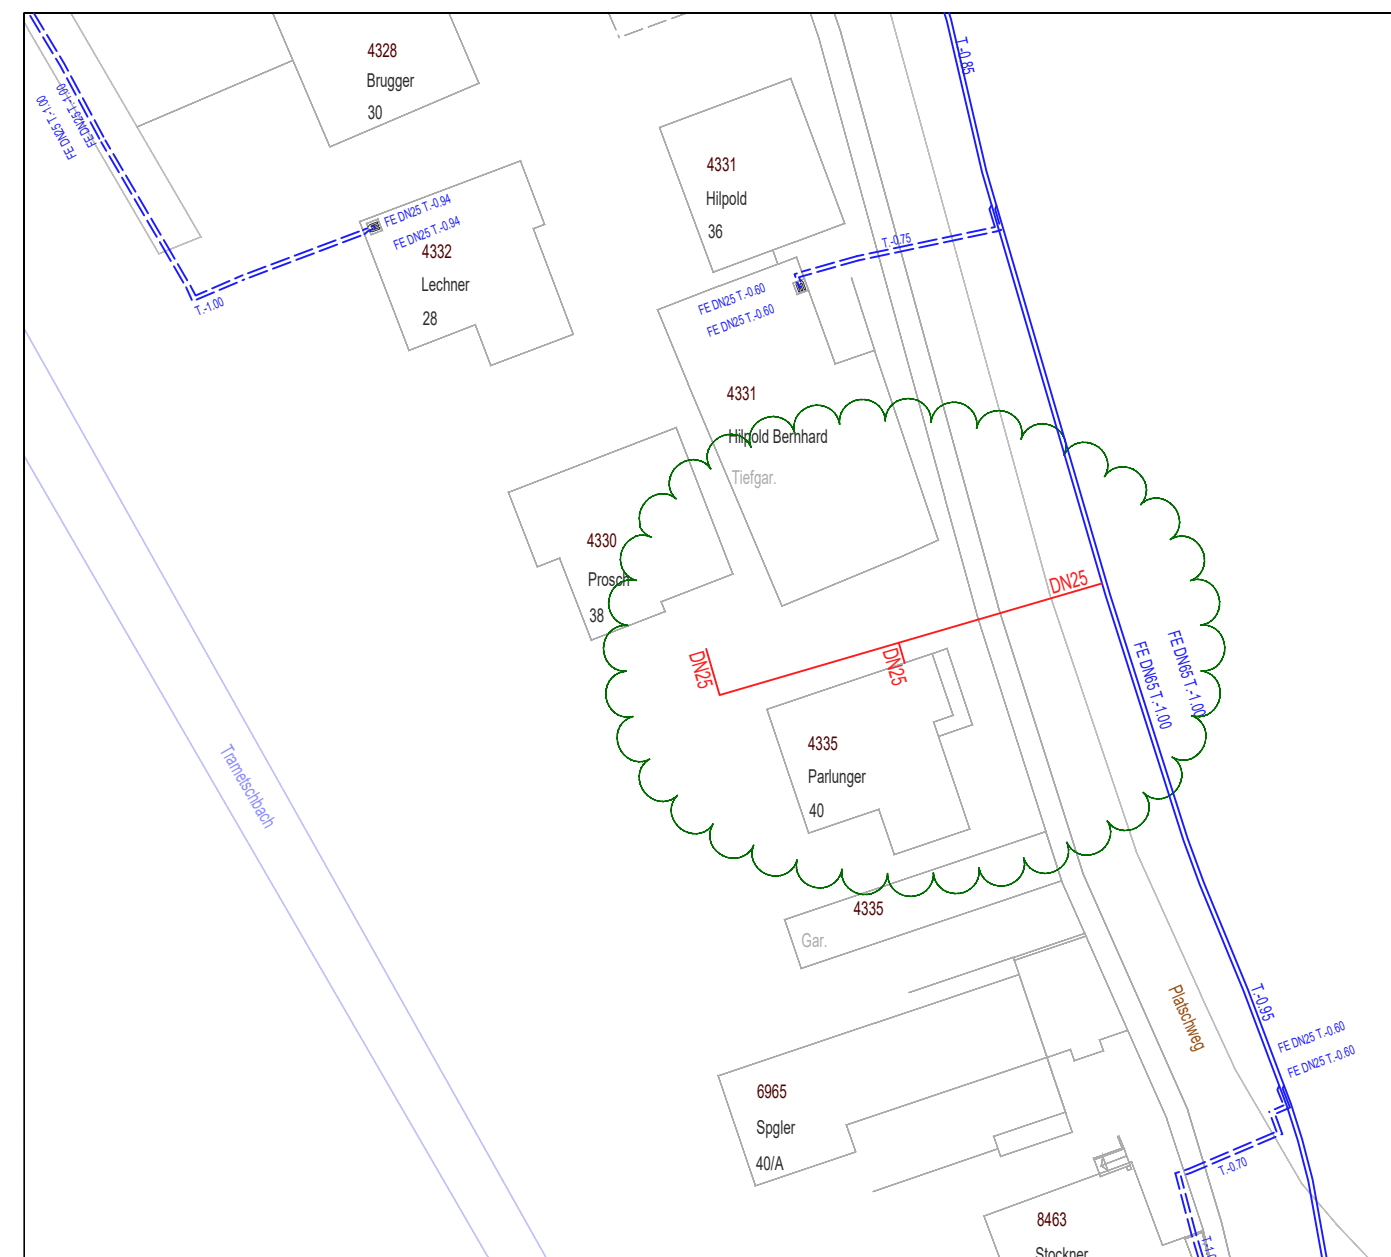 4328
Brugger
30
T.-0.85
FE DN25 T.-1.00
FE DN25 T.-1.00
4331
Hilpold
36
FE DN25 T.-0.94
FE DN25 T.-0.94
4332
Lechner
28
T.-1.00
T.-0.75
FE DN25 T.-0.60
FE DN25 T.-0.60
4331
Hilpold Bernhard
Tiefgar.
4330
Prosch
38
DN25
DN25
DN25
FE DN65 T.-1.00
FE DN65 T.-1.00
4335
Parlunger
40
Trametschbach
4335
Gar.
Platschweg
T.-0.95
FE DN25 T.-0.60
FE DN25 T.-0.60
6965
Spgler
40/A
T.-0.70
8463
Stockner